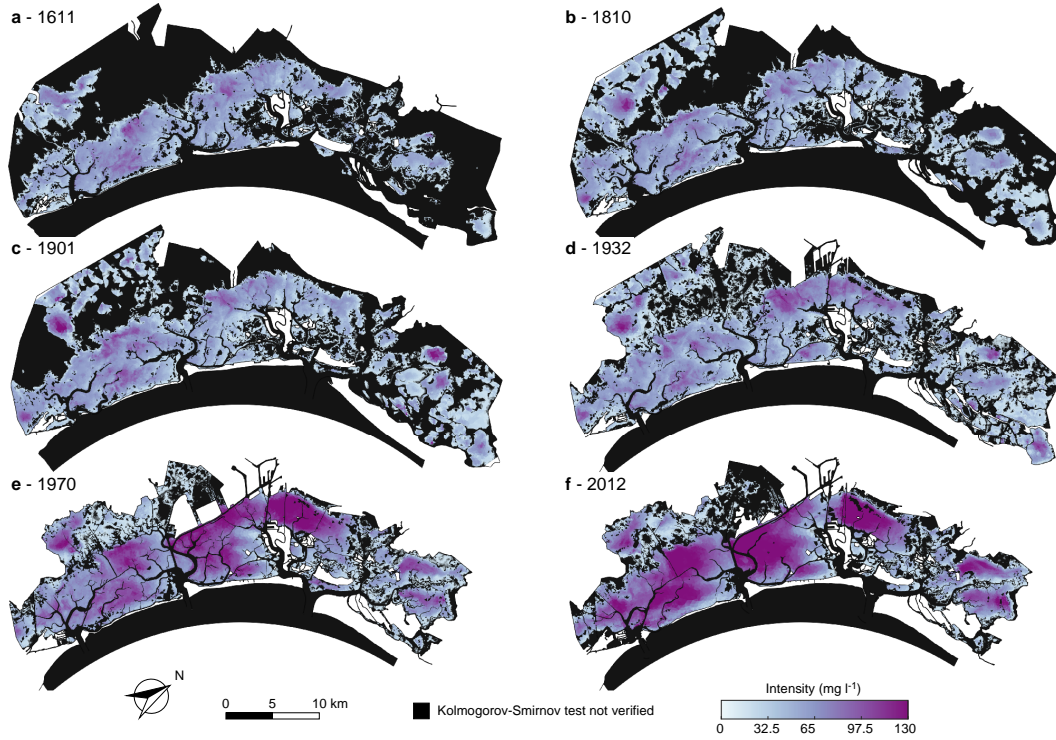 a - 1611
b - 1810
c - 1901
d - 1932
e - 1970
f - 2012
N
0 5 10 km
Kolmogorov-Smirnov test not verified
Intensity (mg l⁻¹)
0 32.5 65 97.5 130